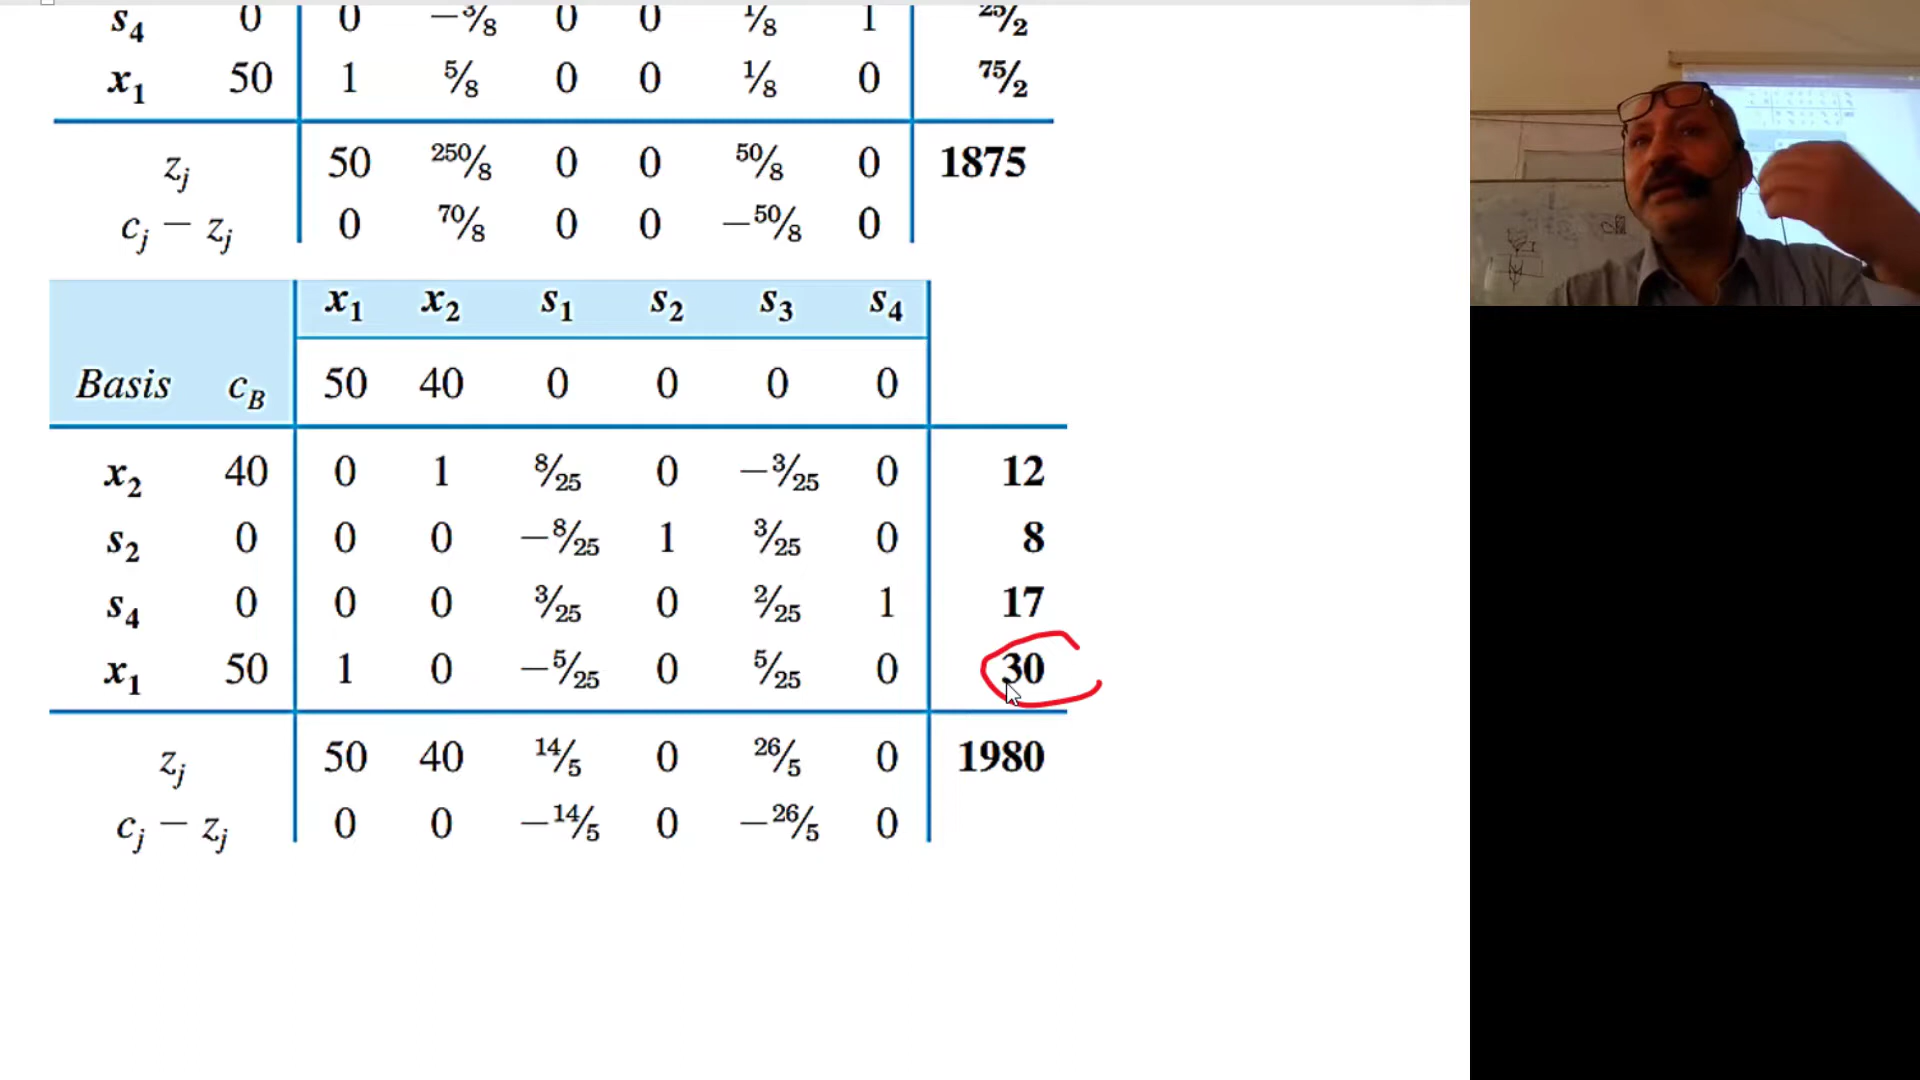 s4 0 0 −3/8 0 0 1/8 1 25/2
x1 50 1 5/8 0 0 1/8 0 75/2
zj 50 250/8 0 0 50/8 0 1875
cj − zj 0 70/8 0 0 −50/8 0
x1 x2 s1 s2 s3 s4
Basis cB 50 40 0 0 0 0
x2 40 0 1 8/25 0 −3/25 0 12
s2 0 0 0 −8/25 1 3/25 0 8
s4 0 0 0 3/25 0 2/25 1 17
x1 50 1 0 −5/25 0 5/25 0 30
zj 50 40 14/5 0 26/5 0 1980
cj − zj 0 0 −14/5 0 −26/5 0